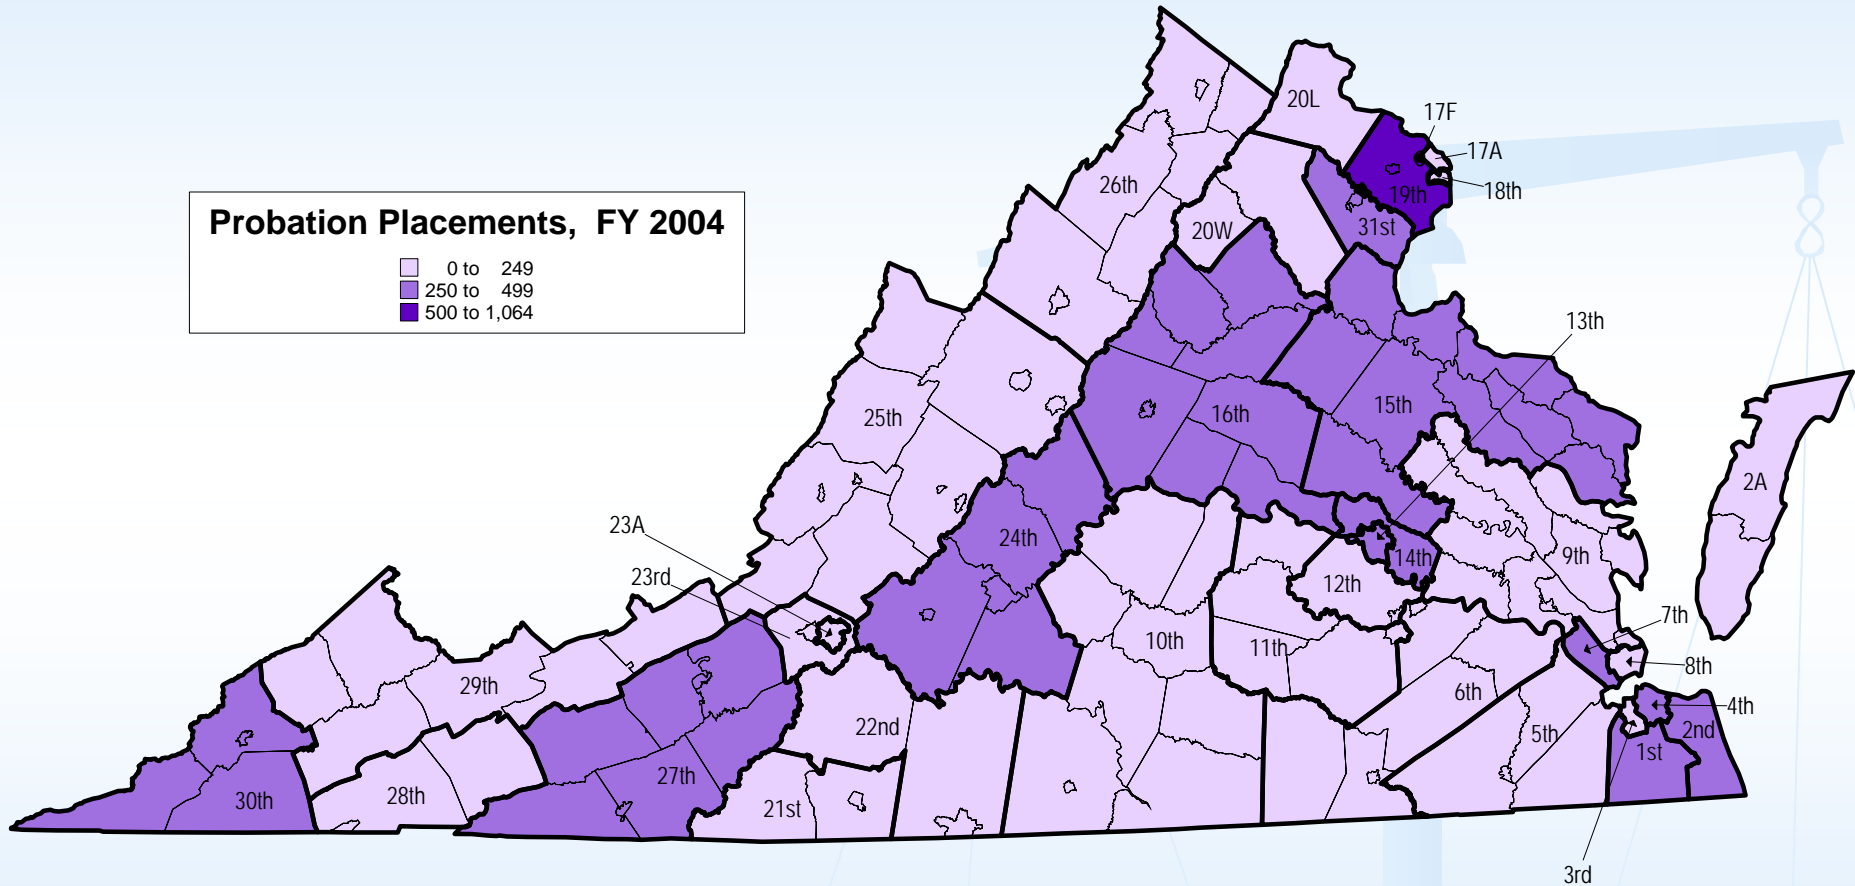 Probation Placements, FY 2004
0 to 249
250 to 499
500 to 1,064
20L
17F
17A
18th
19th
26th
20W
31st
13th
25th
16th
15th
2A
23A
24th
14th
9th
23rd
12th
7th
10th
11th
8th
29th
6th
4th
22nd
5th
2nd
1st
27th
30th
28th
21st
3rd